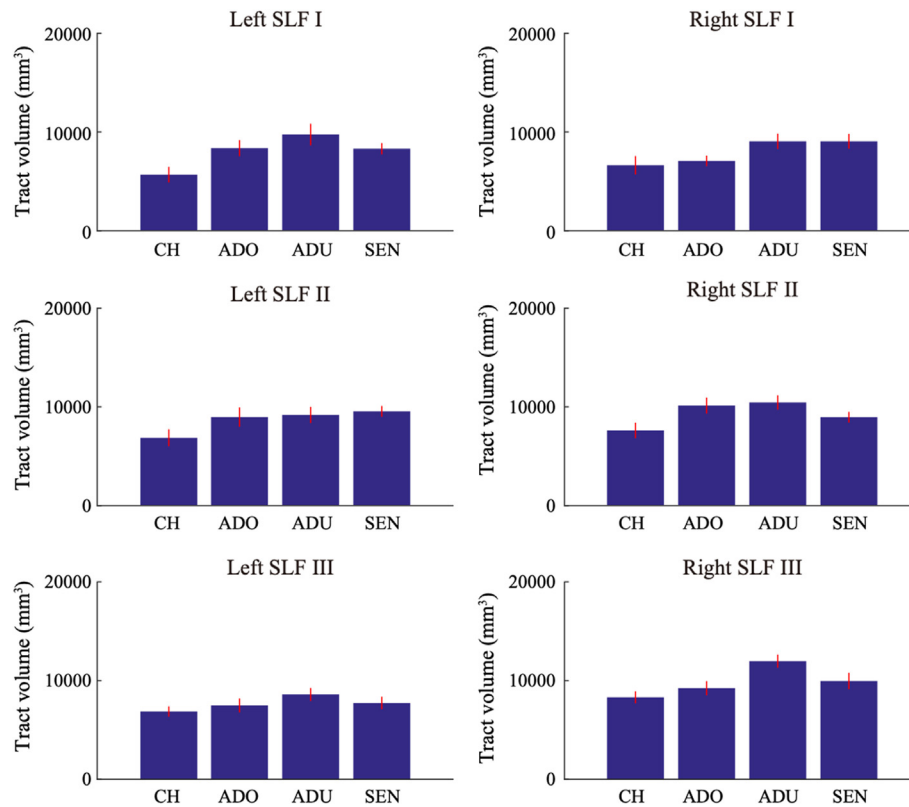 Left SLF I
Tract volume (mm³)
20000
10000
0
CH ADO ADU SEN
Right SLF I
Tract volume (mm³)
20000
10000
0
CH ADO ADU SEN
Left SLF II
Tract volume (mm³)
20000
10000
0
CH ADO ADU SEN
Right SLF II
Tract volume (mm³)
20000
10000
0
CH ADO ADU SEN
Left SLF III
Tract volume (mm³)
20000
10000
0
CH ADO ADU SEN
Right SLF III
Tract volume (mm³)
20000
10000
0
CH ADO ADU SEN